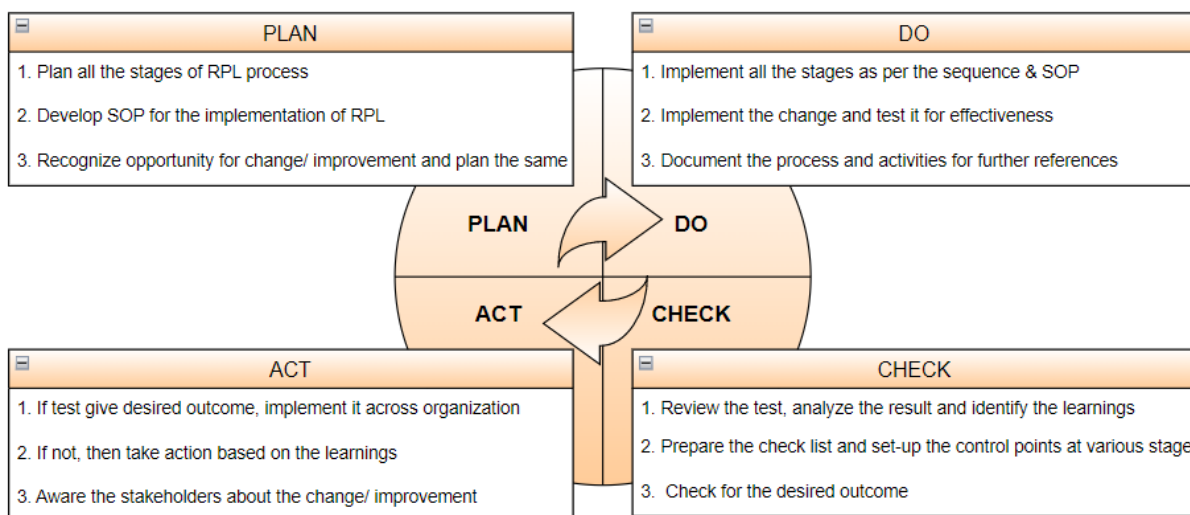 PLAN
1. Plan all the stages of RPL process
2. Develop SOP for the implementation of RPL
3. Recognize opportunity for change/ improvement and plan the same
DO
1. Implement all the stages as per the sequence & SOP
2. Implement the change and test it for effectiveness
3. Document the process and activities for further references
PLAN
DO
ACT
CHECK
ACT
1. If test give desired outcome, implement it across organization
2. If not, then take action based on the learnings
3. Aware the stakeholders about the change/ improvement
CHECK
1. Review the test, analyze the result and identify the learnings
2. Prepare the check list and set-up the control points at various stage
3. Check for the desired outcome